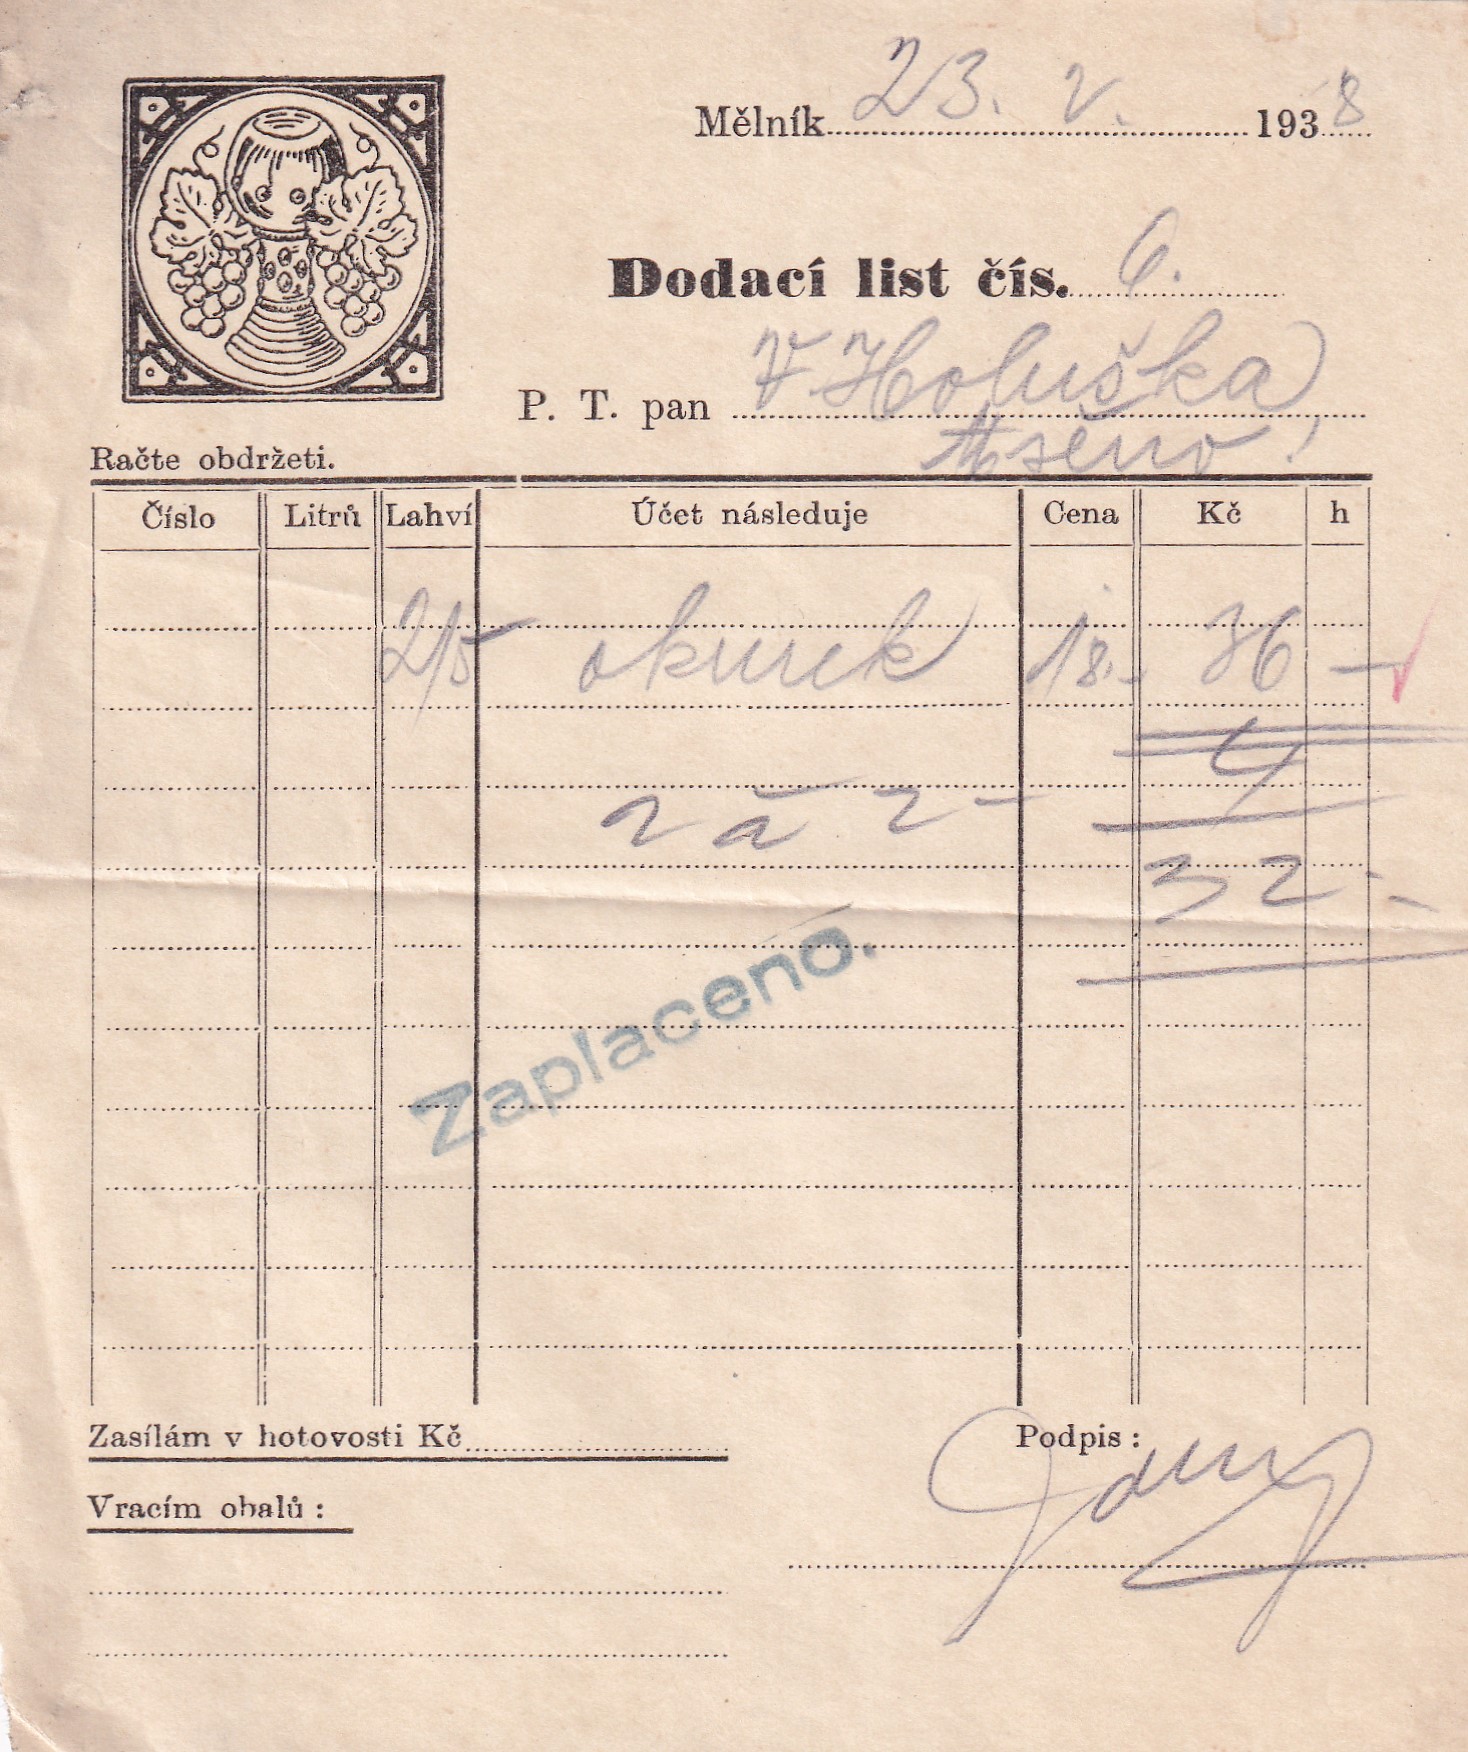 Mělník 23. V. 1938
Dodací list čís. 6.
P. T. pan V Holuška
Mšeno!
Račte obdržeti.
Číslo Litrů Lahví Účet následuje Cena Kč h
2/5 okurek 18.- 36 -
4
2 á 2 -
32 -
Zaplaceno.
Zasílám v hotovosti Kč
Podpis:
Vracím obalů: